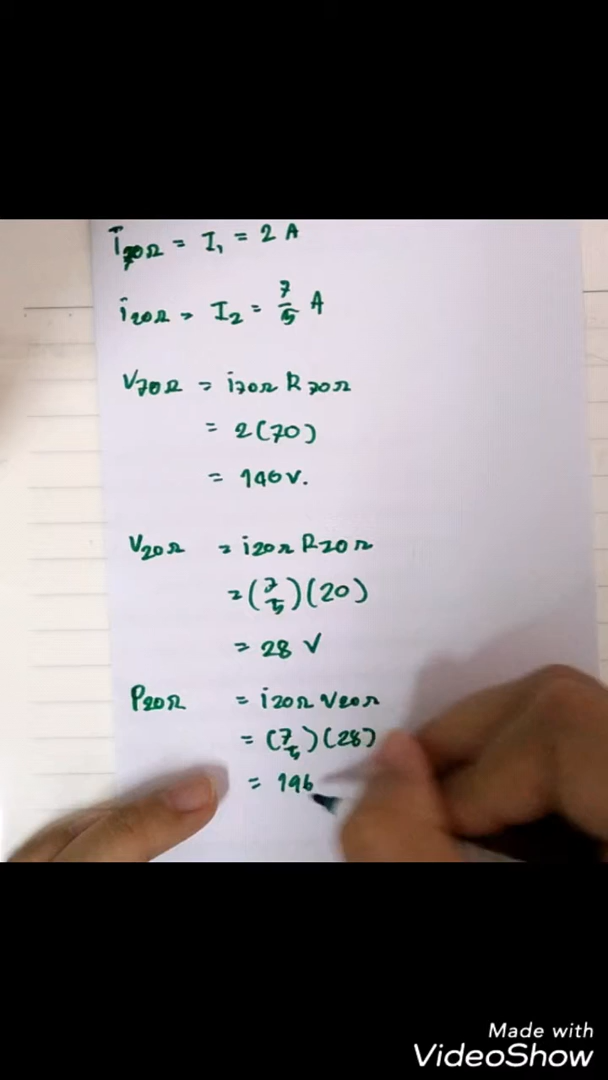 i70Ω = I₁ = 2 A
i20Ω = I₂ = 7/5 A
V70Ω = i70Ω R70Ω
= 2(70)
= 140V.
V20Ω = i20Ω R20Ω
= (7/5)(20)
= 28 V
P20Ω = i20Ω V20Ω
= (7/5)(28)
= 196
Made with
VideoShow